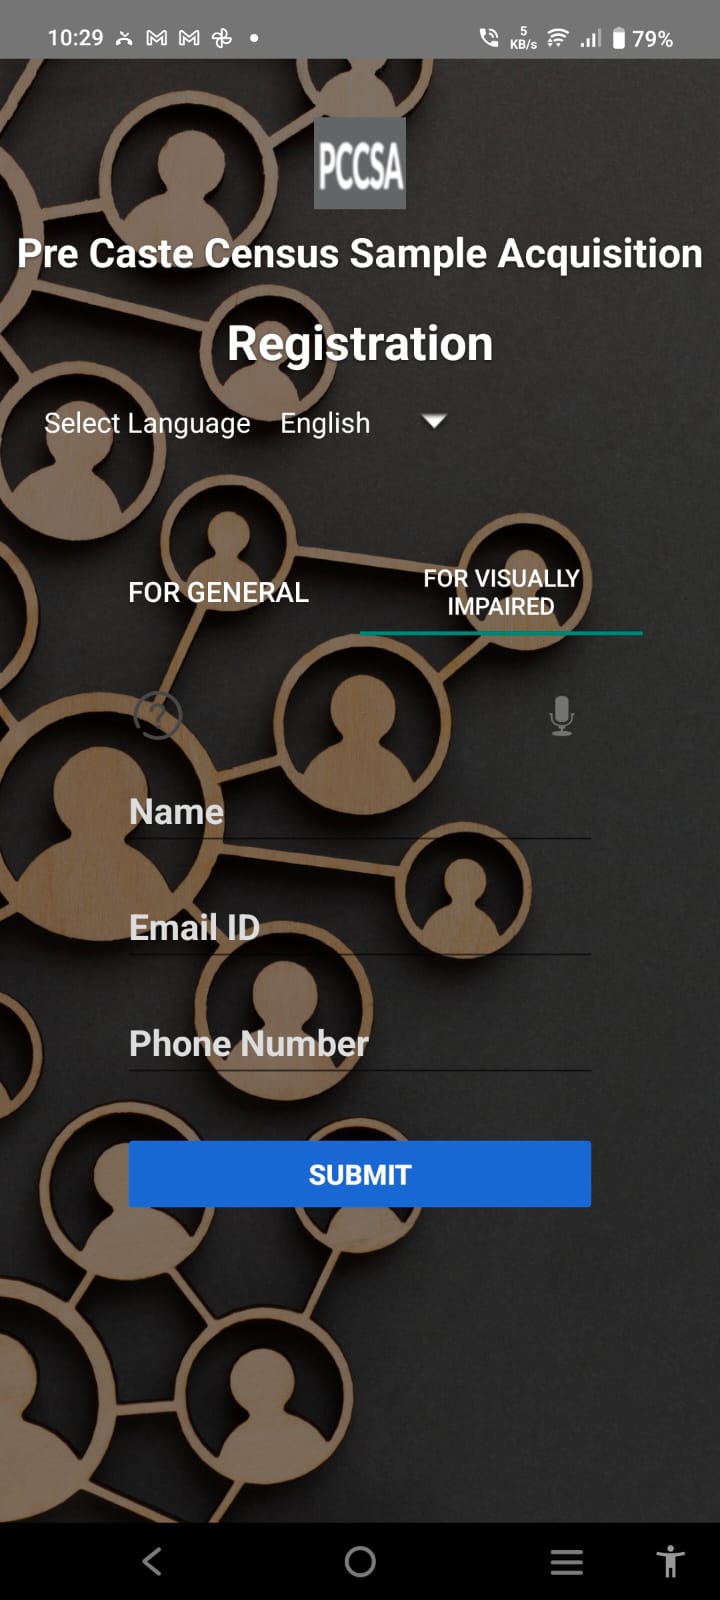 10:29
5
KB/s
79%
PCCSA
Pre Caste Census Sample Acquisition
Registration
Select Language English
FOR GENERAL
FOR VISUALLY
IMPAIRED
?
Name
Email ID
Phone Number
SUBMIT